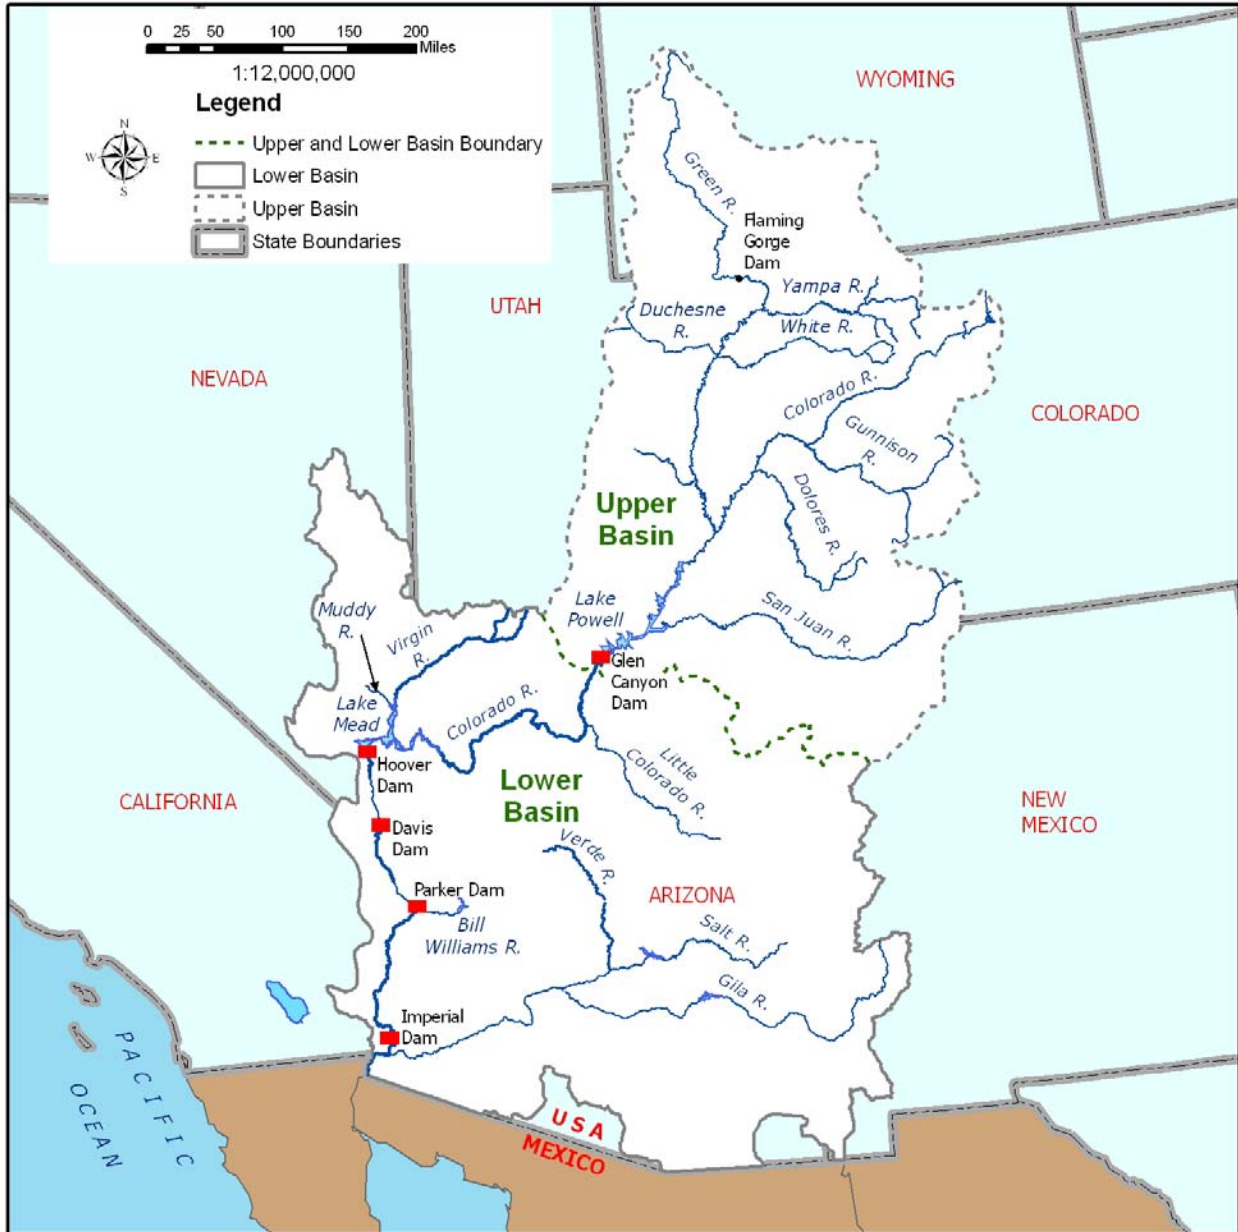 0 25 50 100 150 200
Miles
1:12,000,000
Legend
N
W E
S
Upper and Lower Basin Boundary
Lower Basin
Upper Basin
State Boundaries
WYOMING
Green R.
Flaming
Gorge
Dam
UTAH
Duchesne
R.
Yampa R.
White R.
NEVADA
Colorado R.
COLORADO
Gunnison
R.
Dolores R.
Upper
Basin
Lake
Powell
San Juan R.
Muddy
R.
Virgin
R.
Glen
Canyon
Dam
Lake
Mead
Colorado R.
Hoover
Dam
Little
Colorado R.
Lower
Basin
CALIFORNIA
NEW
MEXICO
Davis
Dam
Verde R.
Parker Dam
ARIZONA
Bill
Williams R.
Salt R.
Gila R.
Imperial
Dam
PACIFIC
OCEAN
USA
MEXICO